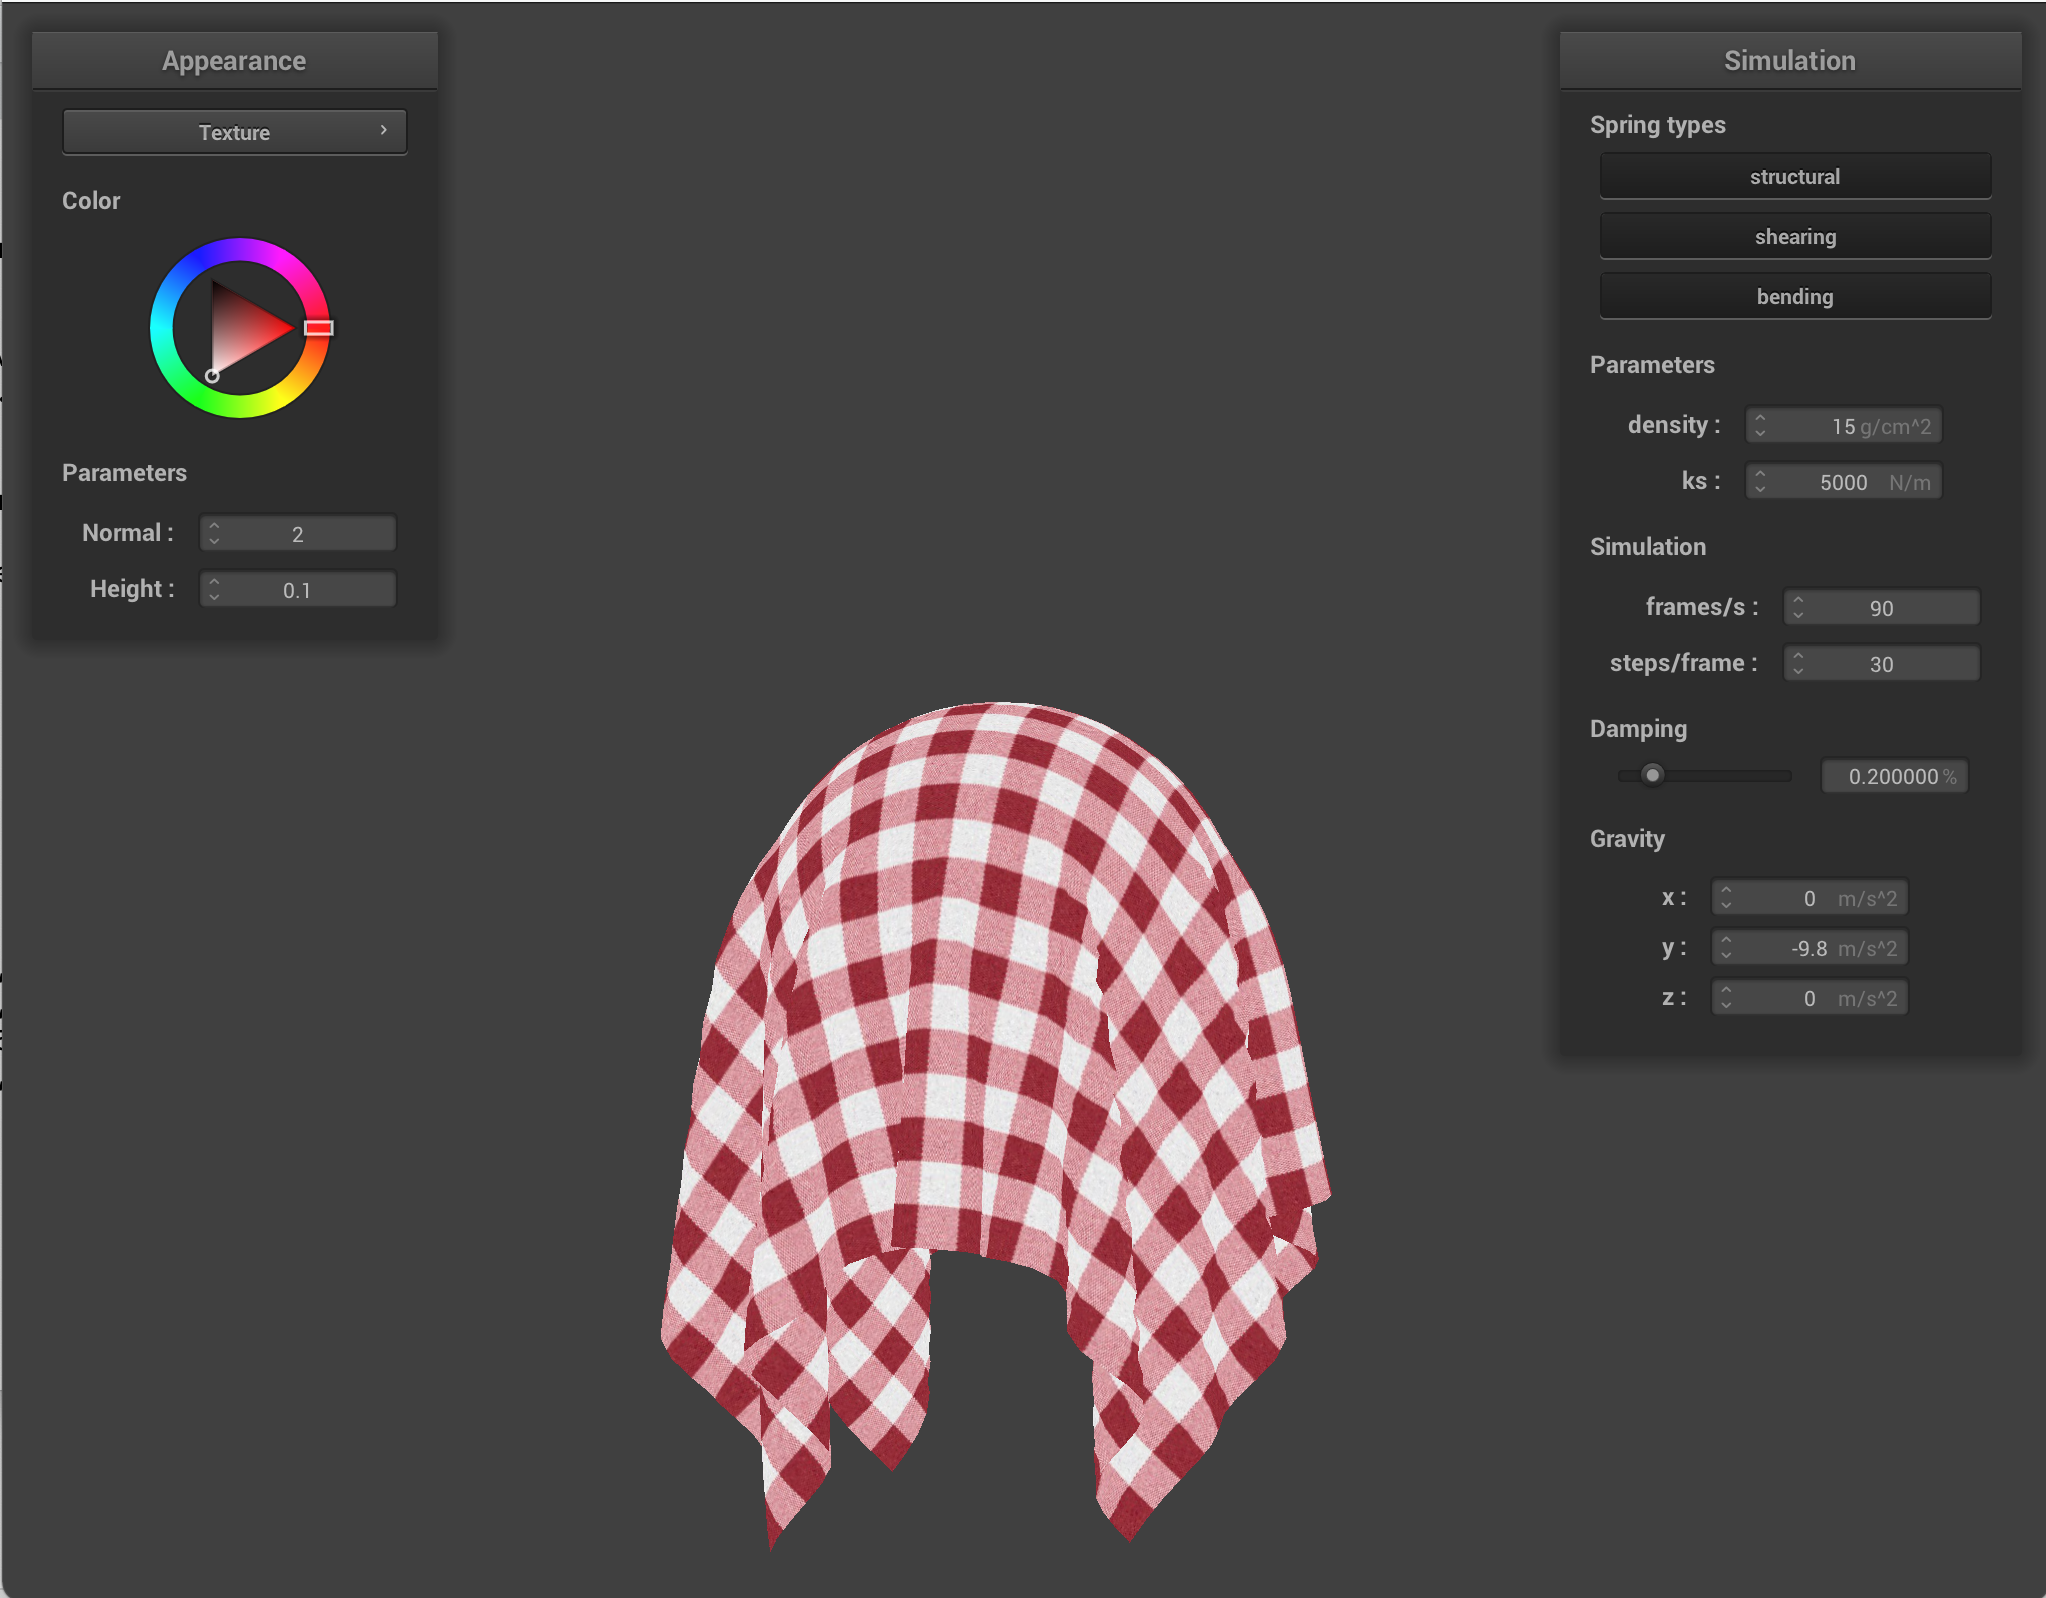 Appearance
Texture
Color
Parameters
Normal : 2
Height : 0.1
Simulation
Spring types
structural
shearing
bending
Parameters
density : 15 g/cm^2
ks : 5000 N/m
Simulation
frames/s : 90
steps/frame : 30
Damping
0.200000 %
Gravity
x : 0 m/s^2
y : -9.8 m/s^2
z : 0 m/s^2